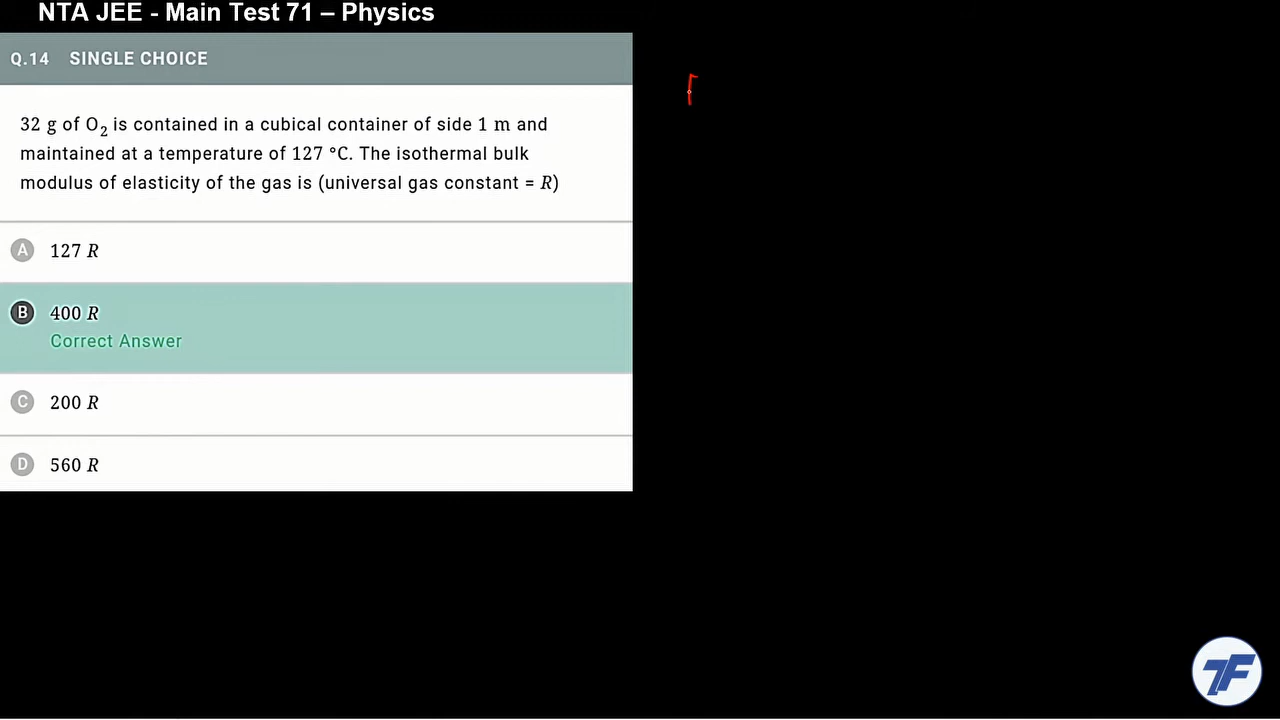 NTA JEE - Main Test 71 – Physics
Q.14 SINGLE CHOICE
32 g of O₂ is contained in a cubical container of side 1 m and
maintained at a temperature of 127 °C. The isothermal bulk
modulus of elasticity of the gas is (universal gas constant = R)
A 127 R
B 400 R
Correct Answer
C 200 R
D 560 R